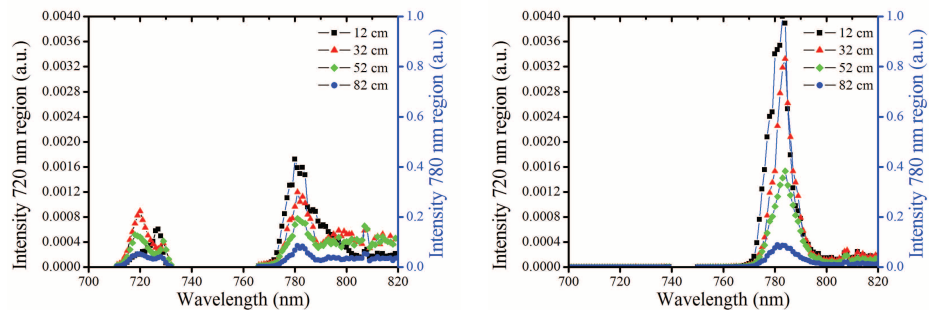 Intensity 720 nm region (a.u.)
0.0040
0.0036
0.0032
0.0028
0.0024
0.0020
0.0016
0.0012
0.0008
0.0004
0.0000
12 cm
32 cm
52 cm
82 cm
1.0
0.8
0.6
0.4
0.2
0.0
Intensity 780 nm region (a.u.)
700 720 740 760 780 800 820
Wavelength (nm)
Intensity 720 nm region (a.u.)
0.0040
0.0036
0.0032
0.0028
0.0024
0.0020
0.0016
0.0012
0.0008
0.0004
0.0000
12 cm
32 cm
52 cm
82 cm
1.0
0.8
0.6
0.4
0.2
0.0
Intensity 780 nm region (a.u.)
700 720 740 760 780 800 820
Wavelength (nm)